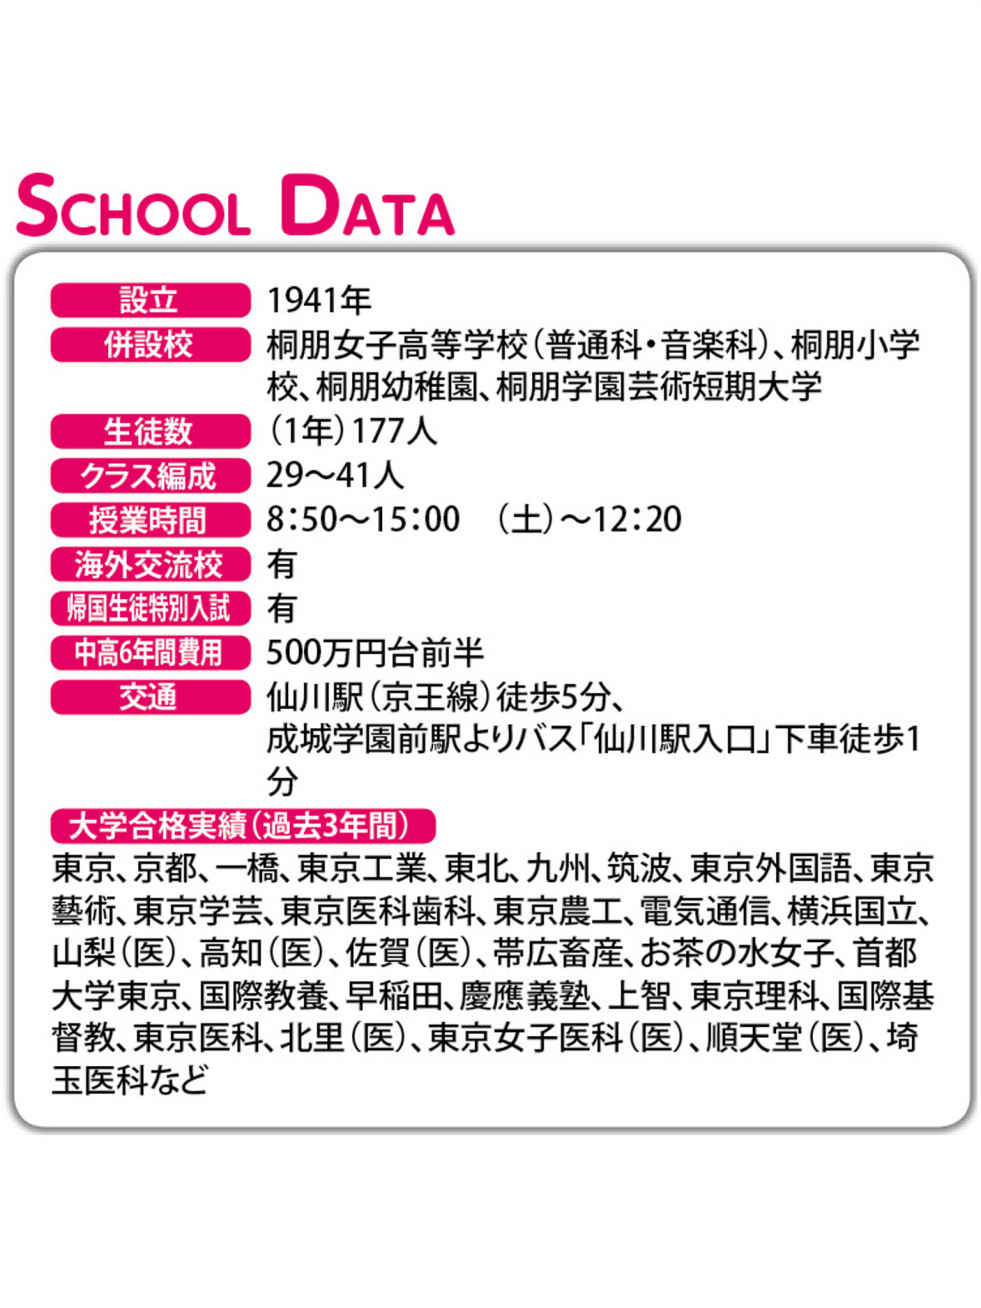 SCHOOL DATA
設立 1941年
併設校 桐朋女子高等学校（普通科・音楽科）、桐朋小学
校、桐朋幼稚園、桐朋学園芸術短期大学
生徒数 （1年）177人
クラス編成 29〜41人
授業時間 8：50〜15：00 （土）〜12：20
海外交流校 有
帰国生徒特別入試 有
中高6年間費用 500万円台前半
交通 仙川駅（京王線）徒歩5分、
成城学園前駅よりバス「仙川駅入口」下車徒歩1
分
大学合格実績（過去3年間）
東京、京都、一橋、東京工業、東北、九州、筑波、東京外国語、東京
藝術、東京学芸、東京医科歯科、東京農工、電気通信、横浜国立、
山梨（医）、高知（医）、佐賀（医）、帯広畜産、お茶の水女子、首都
大学東京、国際教養、早稲田、慶應義塾、上智、東京理科、国際基
督教、東京医科、北里（医）、東京女子医科（医）、順天堂（医）、埼
玉医科など